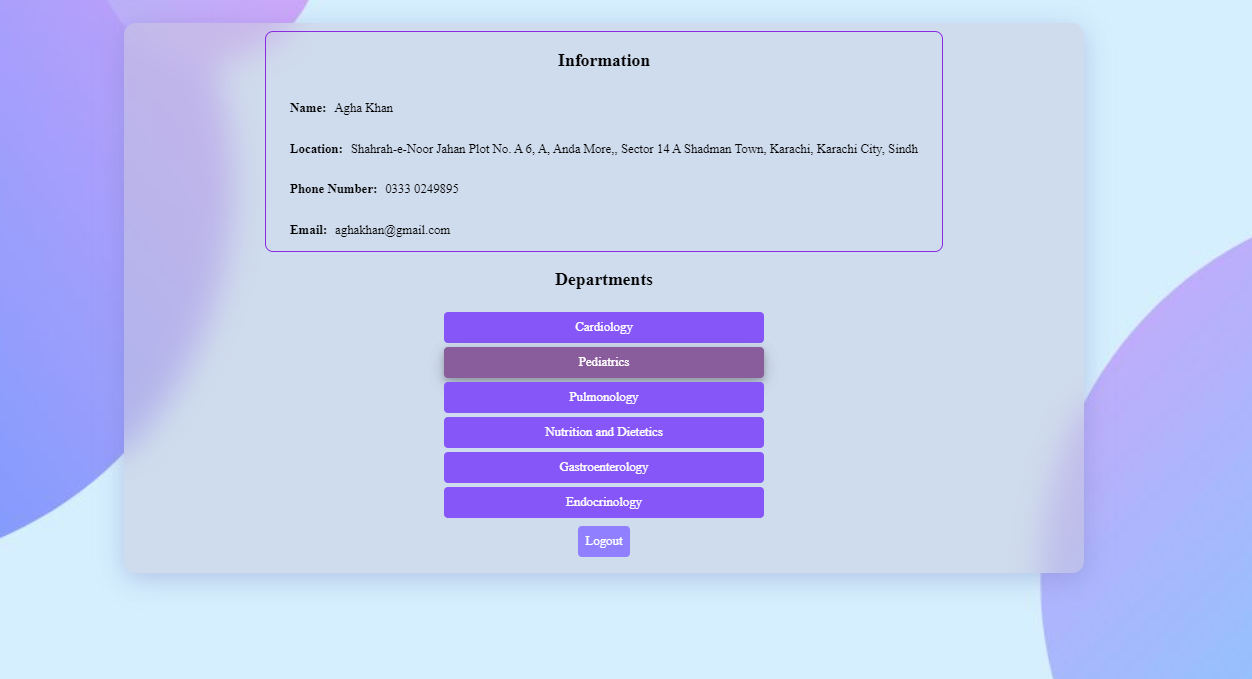 Information
Name: Agha Khan
Location: Shahrah-e-Noor Jahan Plot No. A 6, A, Anda More,, Sector 14 A Shadman Town, Karachi, Karachi City, Sindh
Phone Number: 0333 0249895
Email: aghakhan@gmail.com
Departments
Cardiology
Pediatrics
Pulmonology
Nutrition and Dietetics
Gastroenterology
Endocrinology
Logout